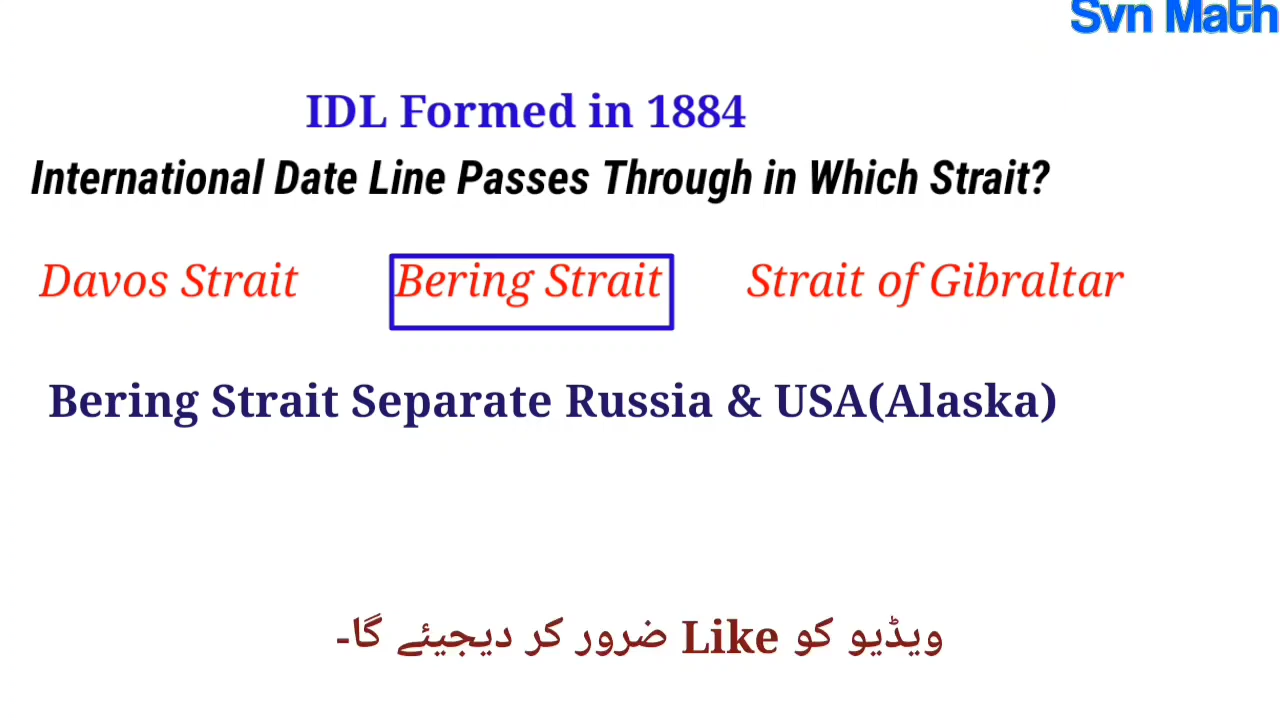 Svn Math
IDL Formed in 1884
International Date Line Passes Through in Which Strait?
Davos Strait Bering Strait Strait of Gibraltar
Bering Strait Separate Russia & USA(Alaska)
ویڈیو کو Like ضرور کر دیجیئے گا-